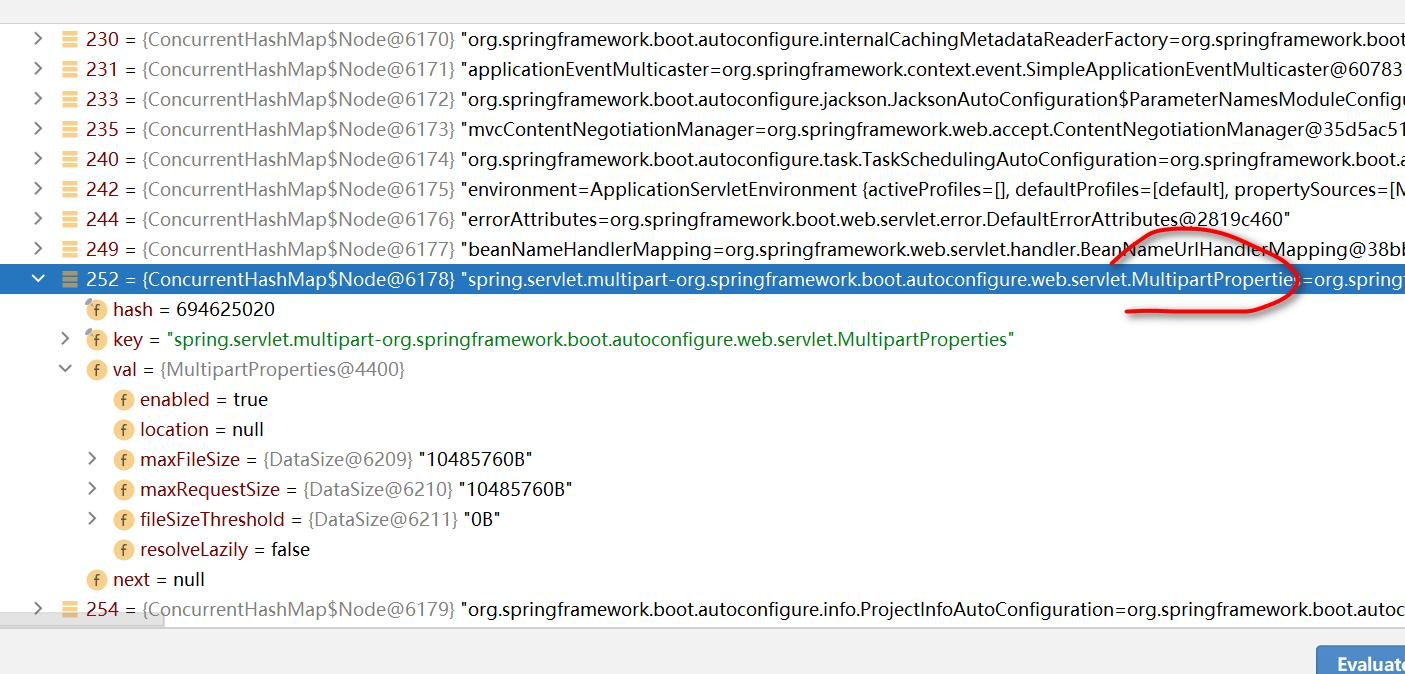 230 = {ConcurrentHashMap$Node@6170} "org.springframework.boot.autoconfigure.internalCachingMetadataReaderFactory=org.springframework.boot
231 = {ConcurrentHashMap$Node@6171} "applicationEventMulticaster=org.springframework.context.event.SimpleApplicationEventMulticaster@60783
233 = {ConcurrentHashMap$Node@6172} "org.springframework.boot.autoconfigure.jackson.JacksonAutoConfiguration$ParameterNamesModuleConfigu
235 = {ConcurrentHashMap$Node@6173} "mvcContentNegotiationManager=org.springframework.web.accept.ContentNegotiationManager@35d5ac51
240 = {ConcurrentHashMap$Node@6174} "org.springframework.boot.autoconfigure.task.TaskSchedulingAutoConfiguration=org.springframework.boot.a
242 = {ConcurrentHashMap$Node@6175} "environment=ApplicationServletEnvironment {activeProfiles=[], defaultProfiles=[default], propertySources=[M
244 = {ConcurrentHashMap$Node@6176} "errorAttributes=org.springframework.boot.web.servlet.error.DefaultErrorAttributes@2819c460"
249 = {ConcurrentHashMap$Node@6177} "beanNameHandlerMapping=org.springframework.web.servlet.handler.BeanNameUrlHandlerMapping@38bb
252 = {ConcurrentHashMap$Node@6178} "spring.servlet.multipart-org.springframework.boot.autoconfigure.web.servlet.MultipartProperties=org.spring
hash = 694625020
key = "spring.servlet.multipart-org.springframework.boot.autoconfigure.web.servlet.MultipartProperties"
val = {MultipartProperties@4400}
enabled = true
location = null
maxFileSize = {DataSize@6209} "10485760B"
maxRequestSize = {DataSize@6210} "10485760B"
fileSizeThreshold = {DataSize@6211} "0B"
resolveLazily = false
next = null
254 = {ConcurrentHashMap$Node@6179} "org.springframework.boot.autoconfigure.info.ProjectInfoAutoConfiguration=org.springframework.boot.autoc
Evaluate